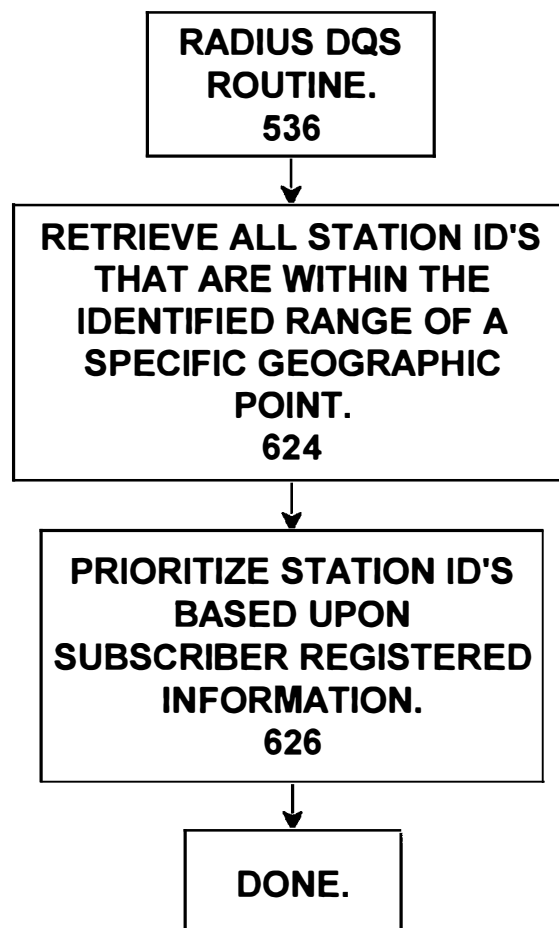 RADIUS DQS
ROUTINE.
536
RETRIEVE ALL STATION ID'S
THAT ARE WITHIN THE
IDENTIFIED RANGE OF A
SPECIFIC GEOGRAPHIC
POINT.
624
PRIORITIZE STATION ID'S
BASED UPON
SUBSCRIBER REGISTERED
INFORMATION.
626
DONE.